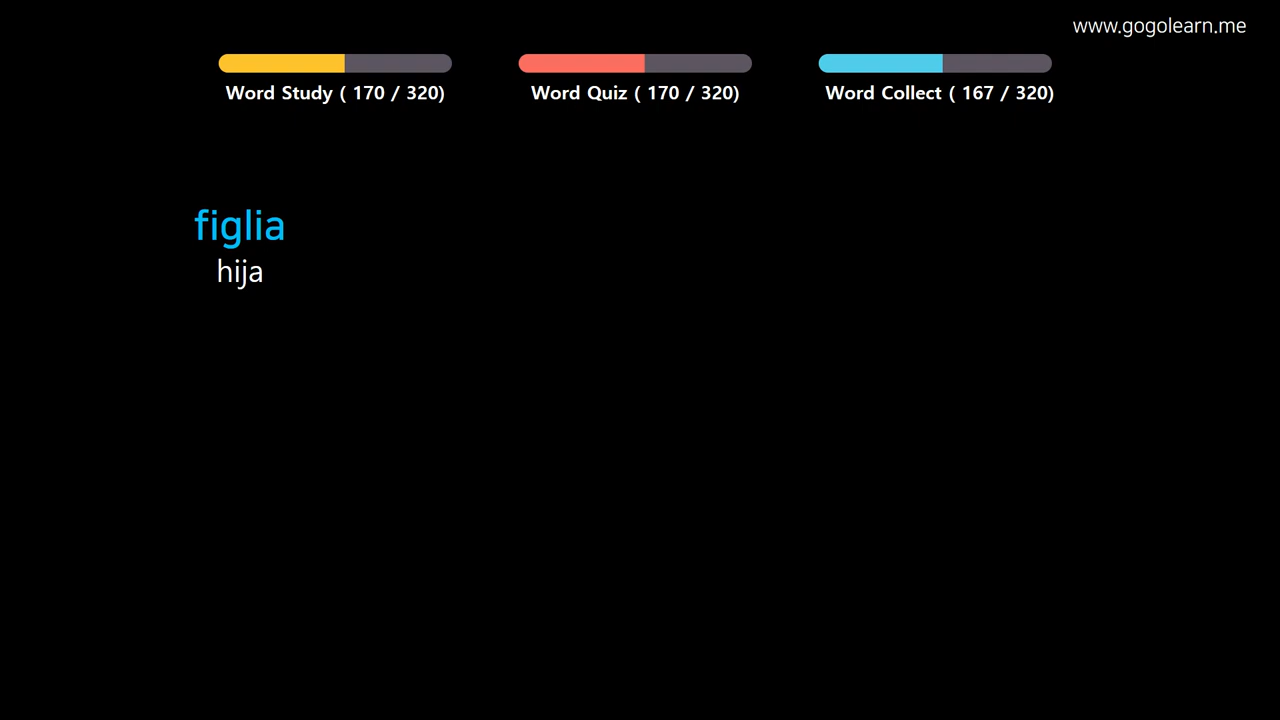 www.gogolearn.me
Word Study ( 170 / 320)
Word Quiz ( 170 / 320)
Word Collect ( 167 / 320)
figlia
hija